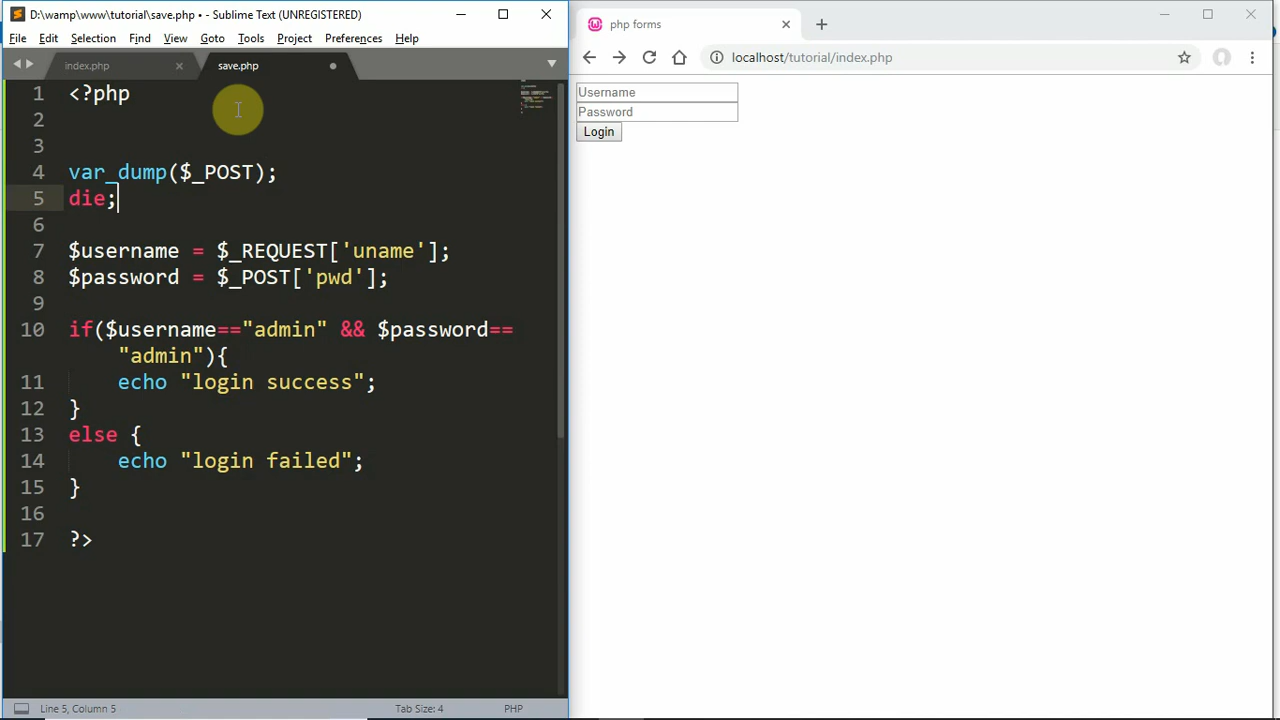 D:\wamp\www\tutorial\save.php • - Sublime Text (UNREGISTERED)
File Edit Selection Find View Goto Tools Project Preferences Help
index.php
save.php
1 <?php
2
3
4 var_dump($_POST);
5 die;
6
7 $username = $_REQUEST['uname'];
8 $password = $_POST['pwd'];
9
10 if($username=="admin" && $password==
"admin"){
11 echo "login success";
12 }
13 else {
14 echo "login failed";
15 }
16
17 ?>
Line 5, Column 5
Tab Size: 4
PHP
php forms
localhost/tutorial/index.php
Username
Password
Login